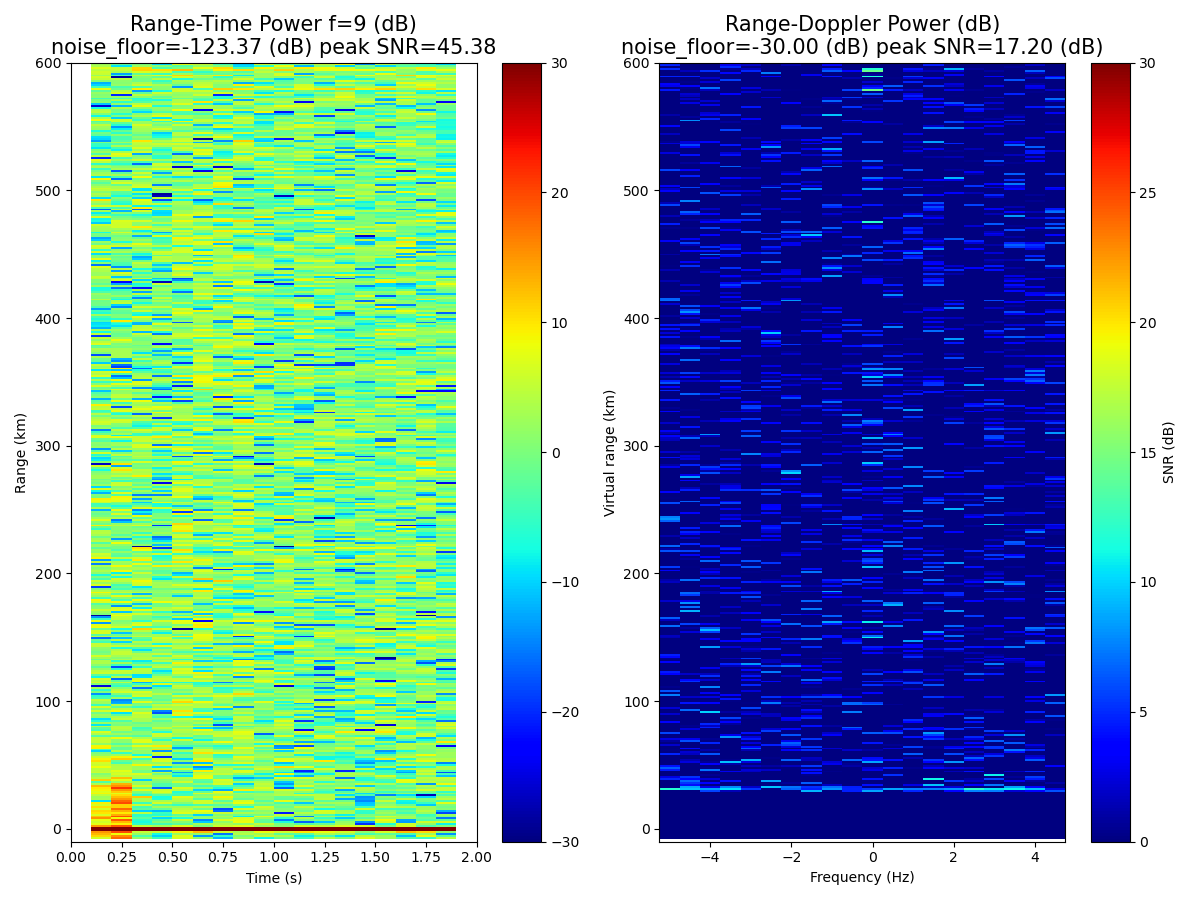 Range-Time Power f=9 (dB)
noise_floor=-123.37 (dB) peak SNR=45.38
Range (km)
600
500
400
300
200
100
0
0.00 0.25 0.50 0.75 1.00 1.25 1.50 1.75 2.00
Time (s)
30
20
10
0
−10
−20
−30
Range-Doppler Power (dB)
noise_floor=-30.00 (dB) peak SNR=17.20 (dB)
Virtual range (km)
600
500
400
300
200
100
0
−4 −2 0 2 4
Frequency (Hz)
30
25
20
15
10
5
0
SNR (dB)